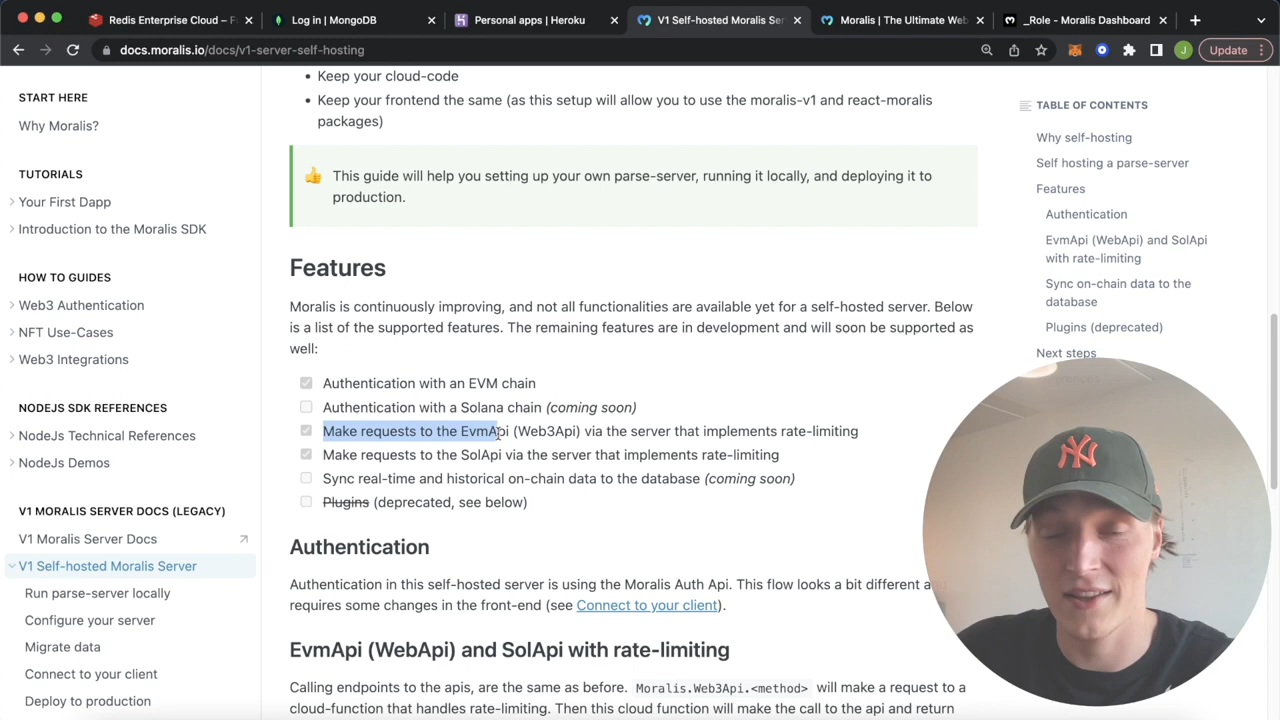 Redis Enterprise Cloud – F
Log in | MongoDB
Personal apps | Heroku
V1 Self-hosted Moralis Ser
Moralis | The Ultimate Web
_Role - Moralis Dashboard
docs.moralis.io/docs/v1-server-self-hosting
J
Update
START HERE
Why Moralis?
TUTORIALS
Your First Dapp
Introduction to the Moralis SDK
HOW TO GUIDES
Web3 Authentication
NFT Use-Cases
Web3 Integrations
NODEJS SDK REFERENCES
NodeJs Technical References
NodeJs Demos
V1 MORALIS SERVER DOCS (LEGACY)
V1 Moralis Server Docs
V1 Self-hosted Moralis Server
Run parse-server locally
Configure your server
Migrate data
Connect to your client
Deploy to production
• Keep your cloud-code
• Keep your frontend the same (as this setup will allow you to use the moralis-v1 and react-moralis
packages)
👍 This guide will help you setting up your own parse-server, running it locally, and deploying it to
production.
Features
Moralis is continuously improving, and not all functionalities are available yet for a self-hosted server. Below
is a list of the supported features. The remaining features are in development and will soon be supported as
well:
Authentication with an EVM chain
Authentication with a Solana chain (coming soon)
Make requests to the EvmApi (Web3Api) via the server that implements rate-limiting
Make requests to the SolApi via the server that implements rate-limiting
Sync real-time and historical on-chain data to the database (coming soon)
Plugins (deprecated, see below)
Authentication
Authentication in this self-hosted server is using the Moralis Auth Api. This flow looks a bit different a
requires some changes in the front-end (see Connect to your client).
EvmApi (WebApi) and SolApi with rate-limiting
Calling endpoints to the apis, are the same as before. Moralis.Web3Api.<method> will make a request to a
cloud-function that handles rate-limiting. Then this cloud function will make the call to the api and return
TABLE OF CONTENTS
Why self-hosting
Self hosting a parse-server
Features
Authentication
EvmApi (WebApi) and SolApi
with rate-limiting
Sync on-chain data to the
database
Plugins (deprecated)
Next steps